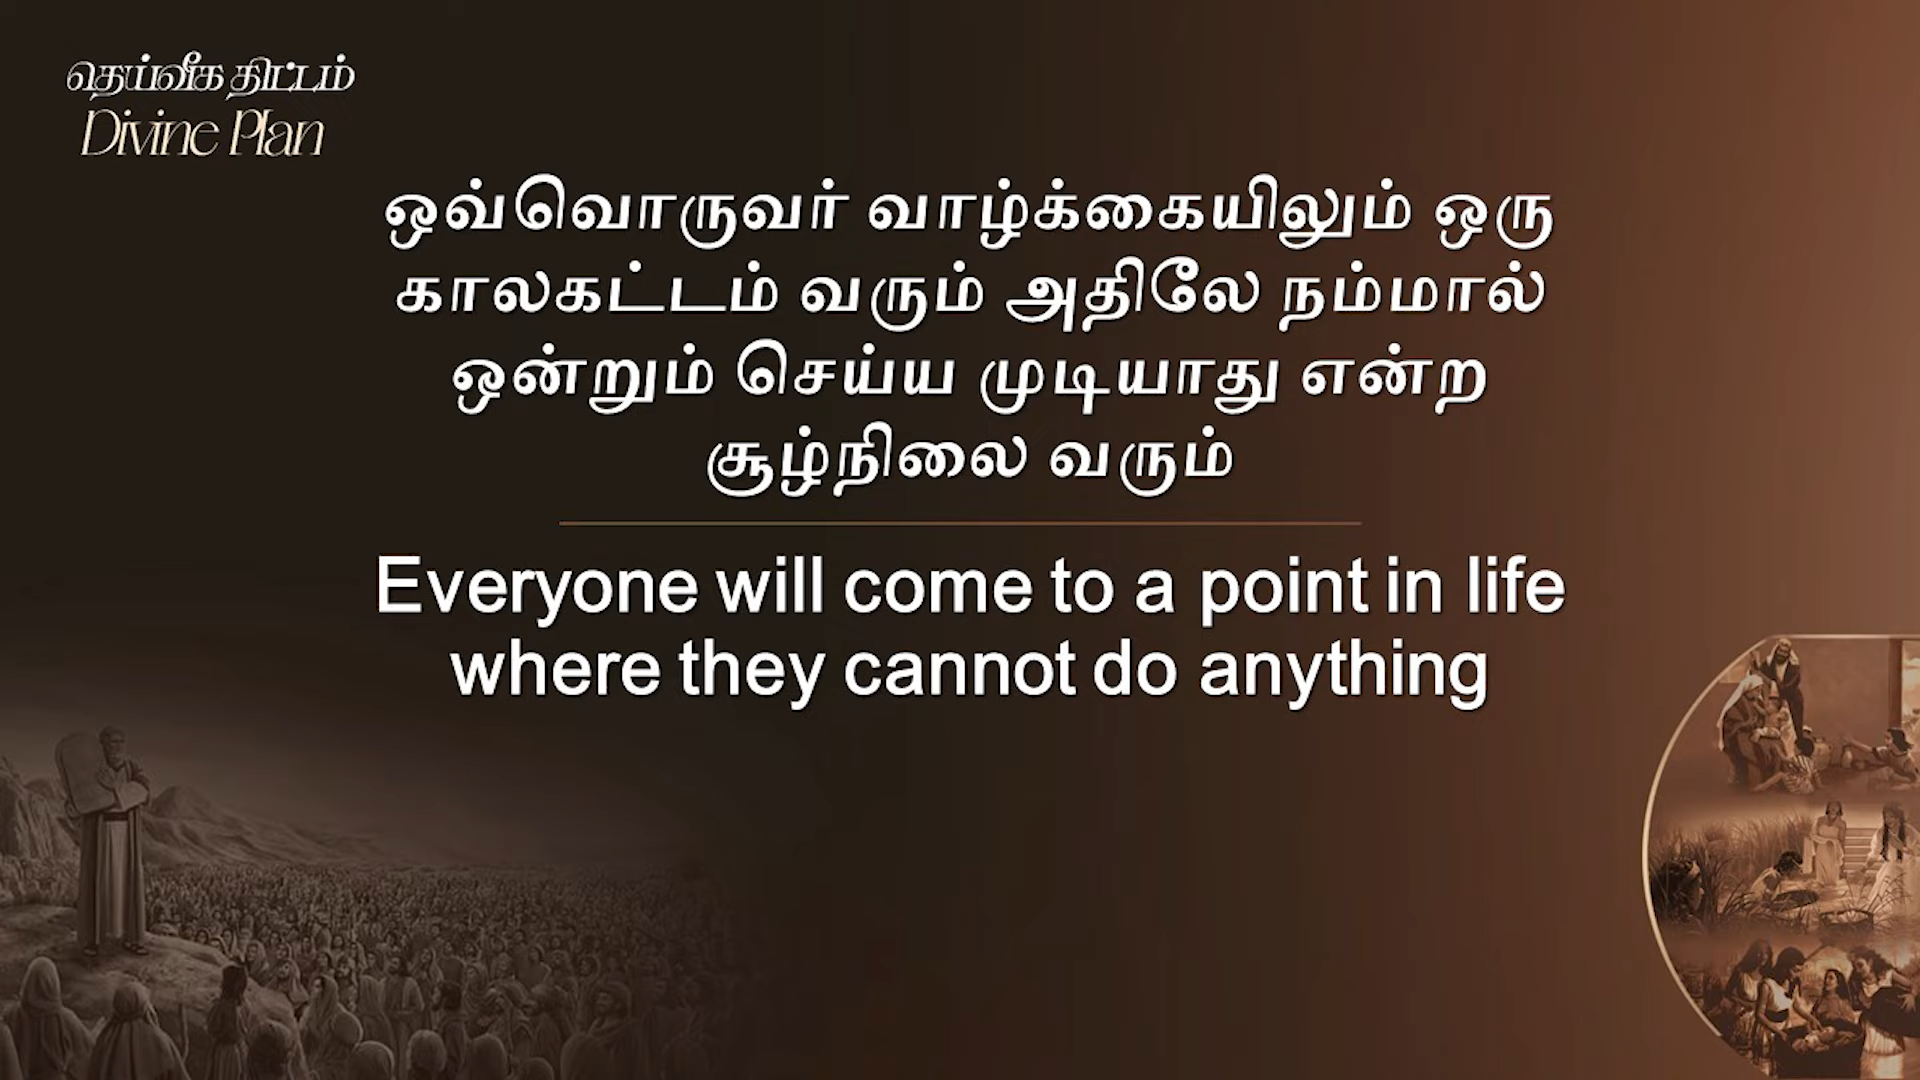 தெய்வீக திட்டம்
Divine Plan
ஒவ்வொருவர் வாழ்க்கையிலும் ஒரு
காலகட்டம் வரும் அதிலே நம்மால்
ஒன்றும் செய்ய முடியாது என்ற
சூழ்நிலை வரும்
Everyone will come to a point in life
where they cannot do anything